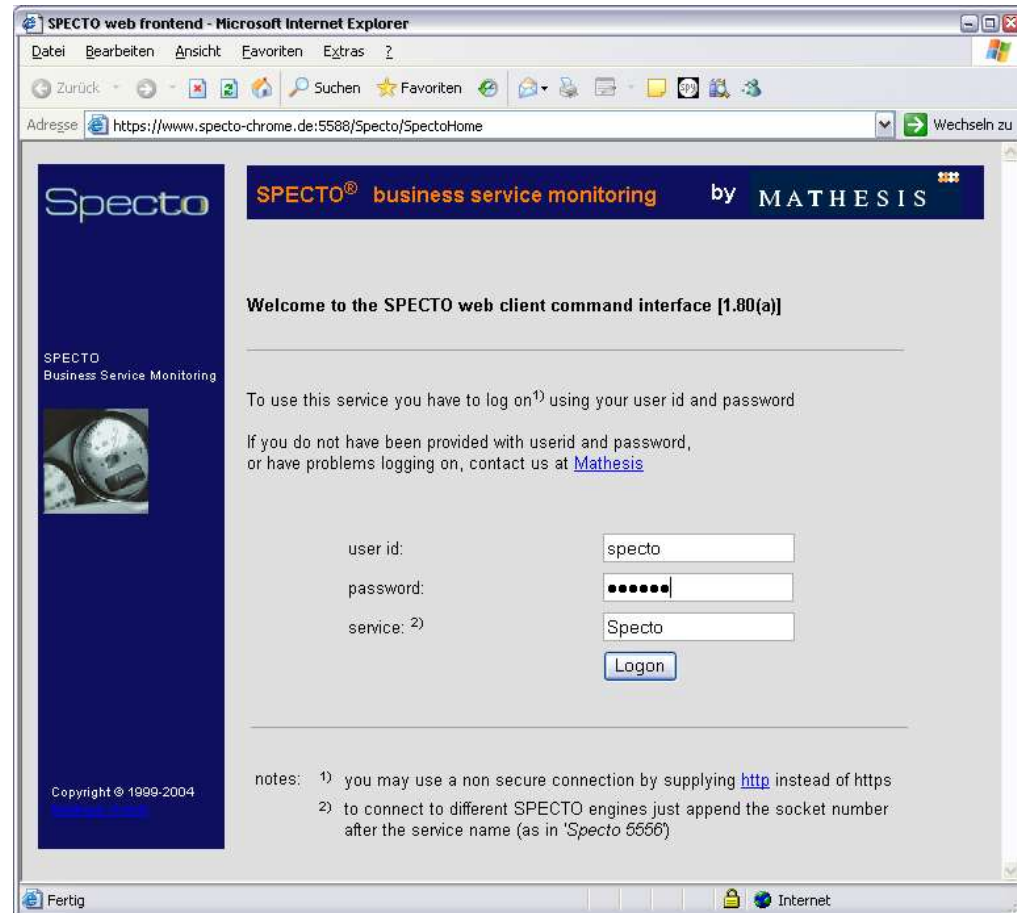 SPECTO web frontend - Microsoft Internet Explorer
Datei Bearbeiten Ansicht Favoriten Extras ?
Zurück Suchen Favoriten
Adresse https://www.specto-chrome.de:5588/Specto/SpectoHome Wechseln zu
Specto
SPECTO® business service monitoring by MATHESIS
Welcome to the SPECTO web client command interface [1.80(a)]
SPECTO
Business Service Monitoring
To use this service you have to log on1) using your user id and password
If you do not have been provided with userid and password,
or have problems logging on, contact us at Mathesis
user id: specto
password: ●●●●●●
service: 2) Specto
Logon
notes: 1) you may use a non secure connection by supplying http instead of https
2) to connect to different SPECTO engines just append the socket number
after the service name (as in 'Specto 5556')
Copyright © 1999-2004
Fertig Internet